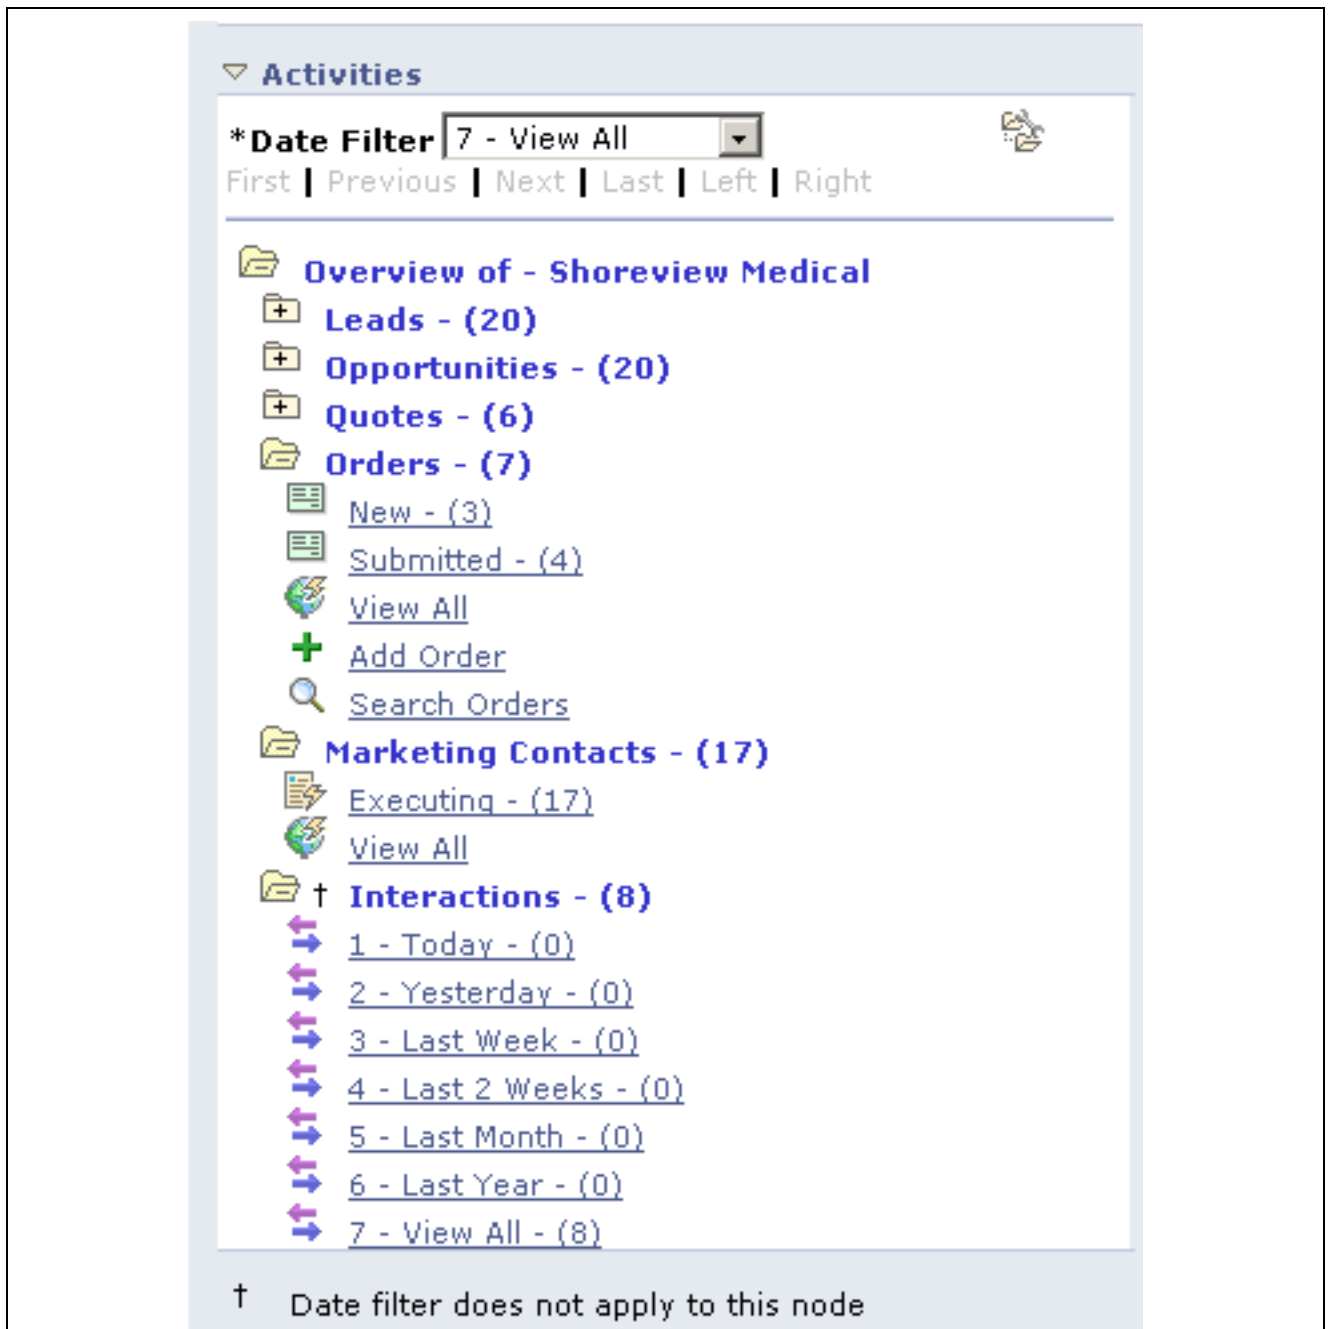 Activities
*Date Filter 7 - View All
First | Previous | Next | Last | Left | Right
Overview of - Shoreview Medical
Leads - (20)
Opportunities - (20)
Quotes - (6)
Orders - (7)
New - (3)
Submitted - (4)
View All
Add Order
Search Orders
Marketing Contacts - (17)
Executing - (17)
View All
† Interactions - (8)
1 - Today - (0)
2 - Yesterday - (0)
3 - Last Week - (0)
4 - Last 2 Weeks - (0)
5 - Last Month - (0)
6 - Last Year - (0)
7 - View All - (8)
† Date filter does not apply to this node